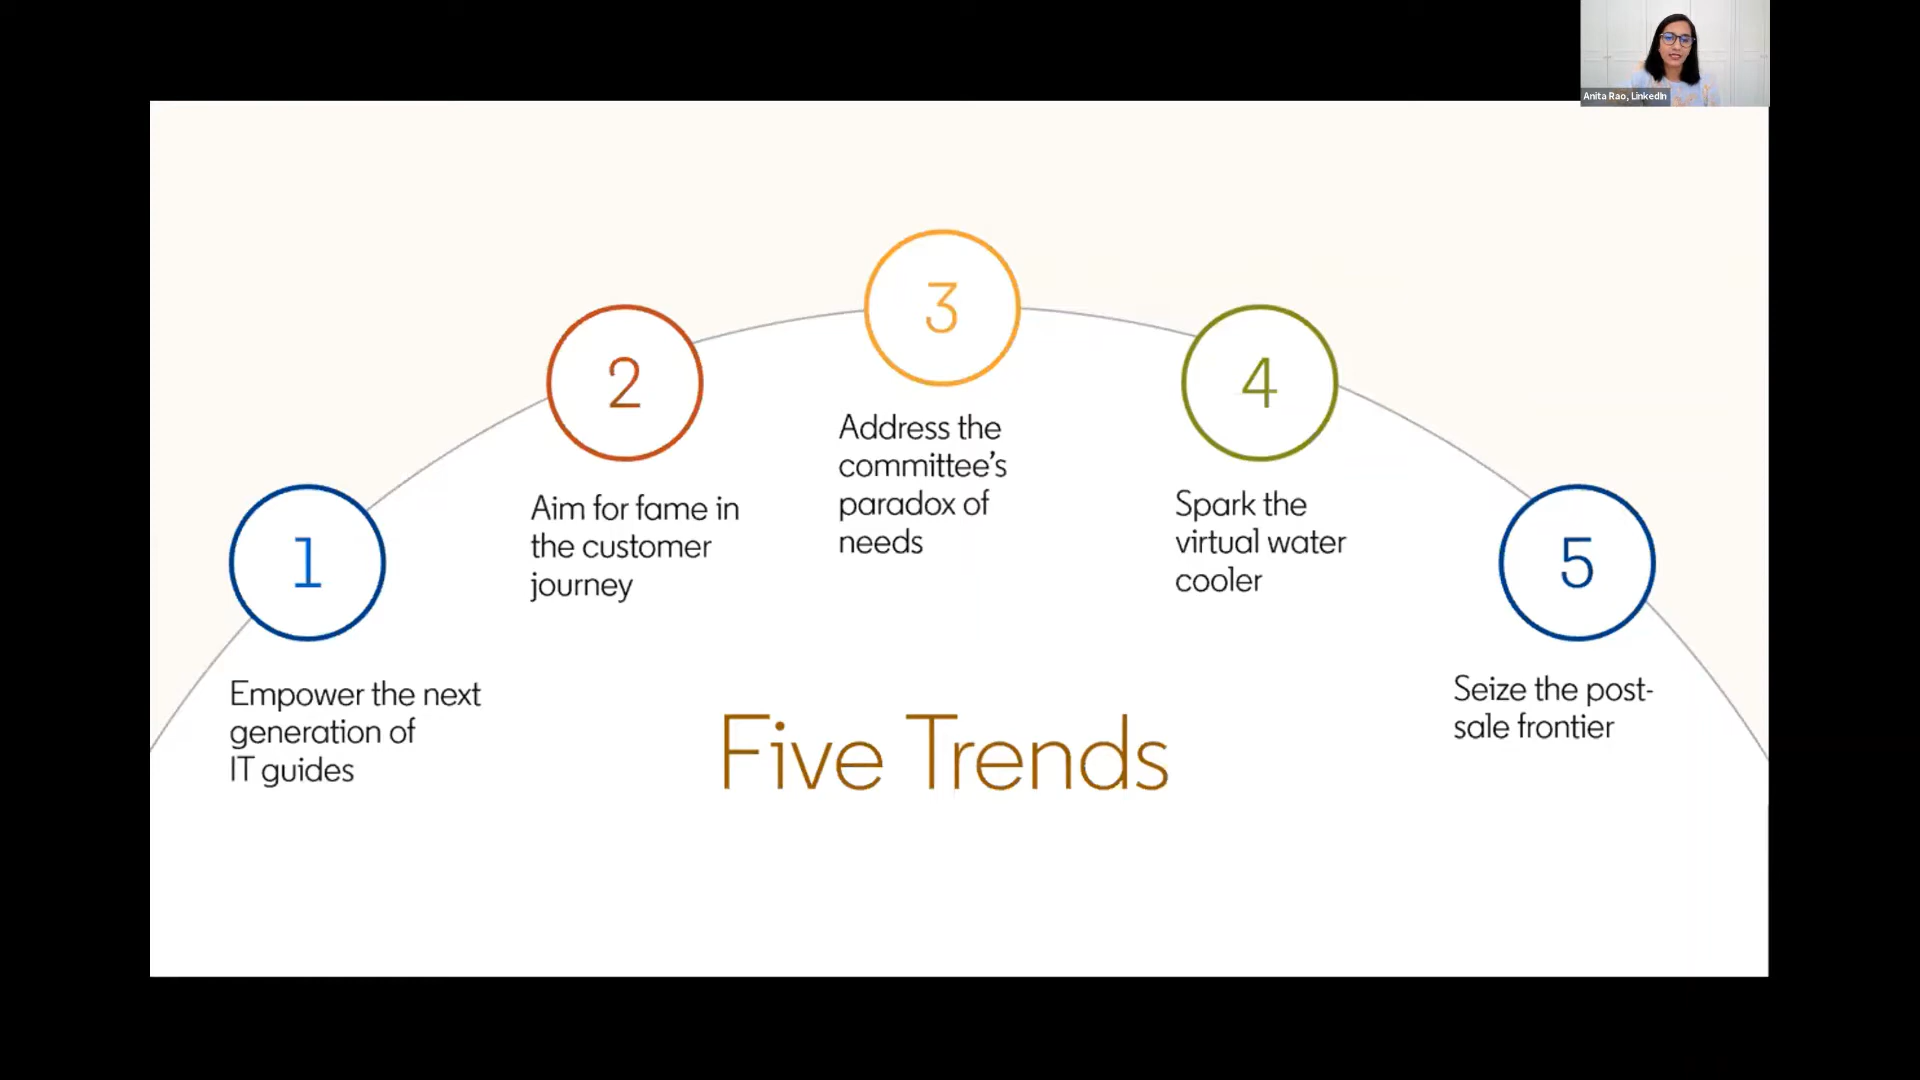 Anita Rao, LinkedIn
1
Empower the next
generation of
IT guides
2
Aim for fame in
the customer
journey
3
Address the
committee’s
paradox of
needs
4
Spark the
virtual water
cooler
5
Seize the post-
sale frontier
Five Trends